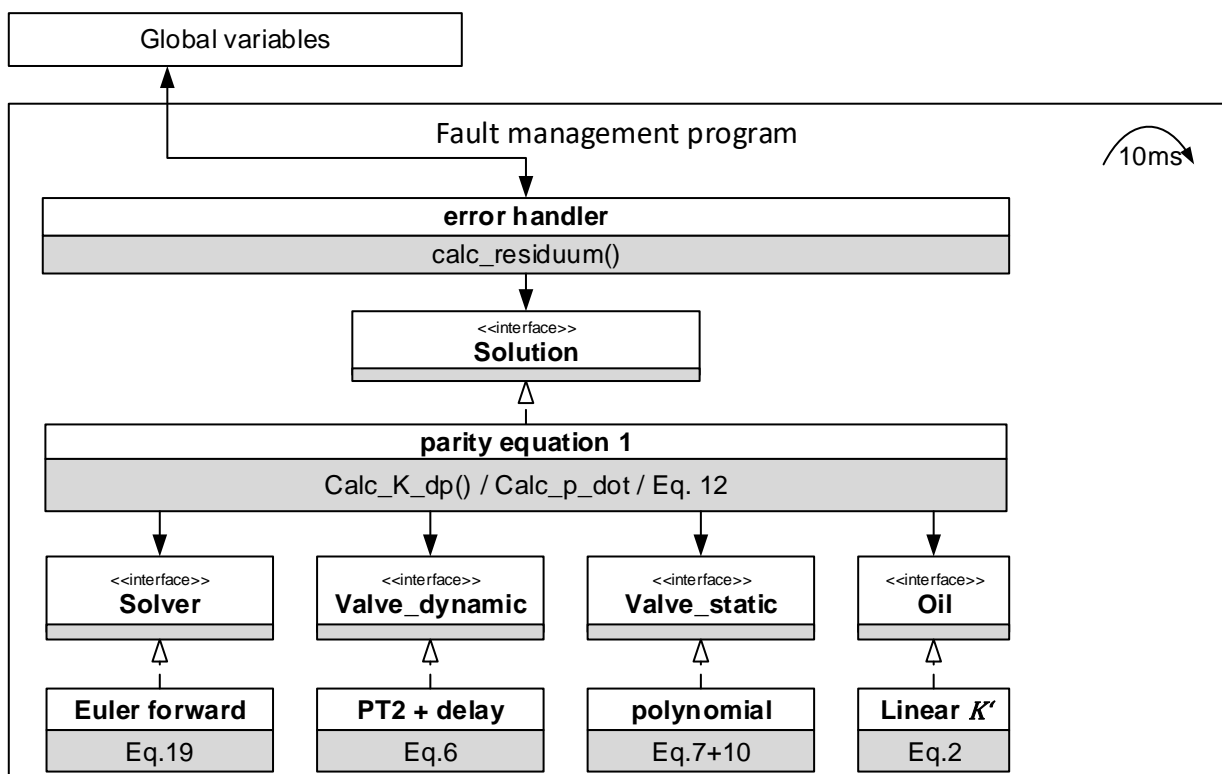 Global variables
Fault management program
10ms
error handler
calc_residuum()
<<interface>>
Solution
parity equation 1
Calc_K_dp() / Calc_p_dot / Eq. 12
<<interface>> <<interface>> <<interface>> <<interface>>
Solver Valve_dynamic Valve_static Oil
Euler forward PT2 + delay polynomial Linear K‘
Eq.19 Eq.6 Eq.7+10 Eq.2